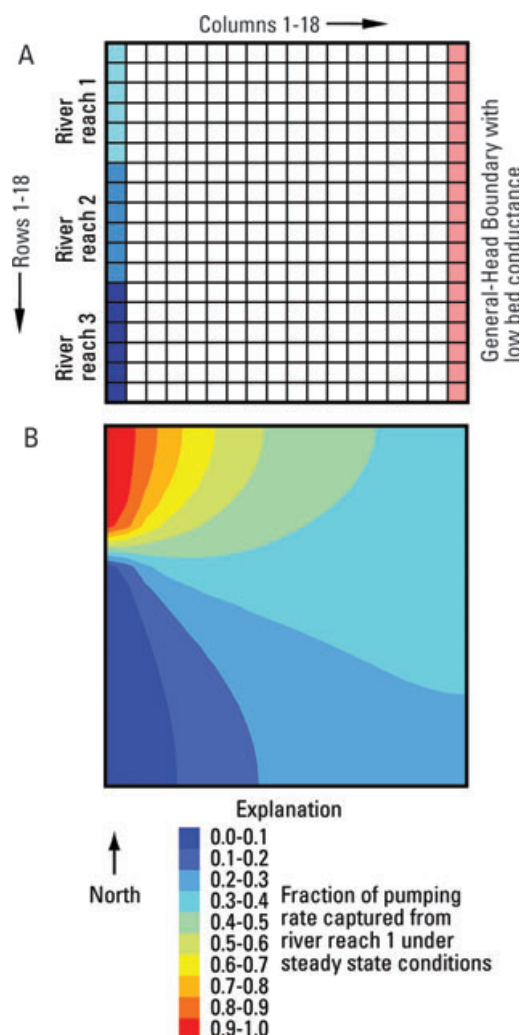 Columns 1-18
A
River
reach 1
River
reach 2
River
reach 3
Rows 1-18
General-Head Boundary with
low bed conductance
B
Explanation
North
0.0-0.1
0.1-0.2
0.2-0.3
0.3-0.4
0.4-0.5
0.5-0.6
0.6-0.7
0.7-0.8
0.8-0.9
0.9-1.0
Fraction of pumping
rate captured from
river reach 1 under
steady state conditions